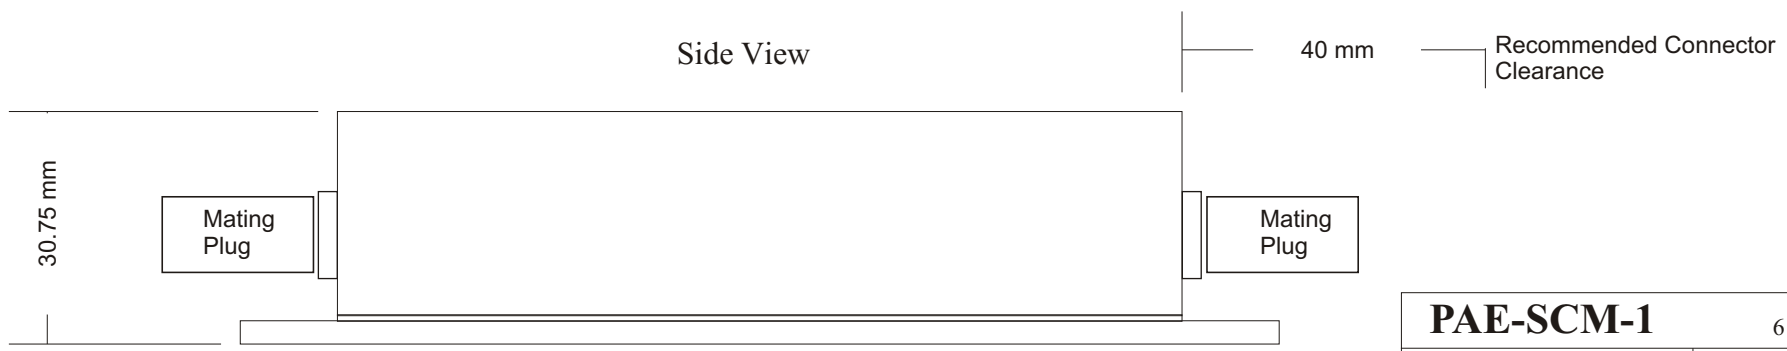 Side View
40 mm
Recommended Connector
Clearance
30.75 mm
Mating
Plug
Mating
Plug
PAE-SCM-1
6